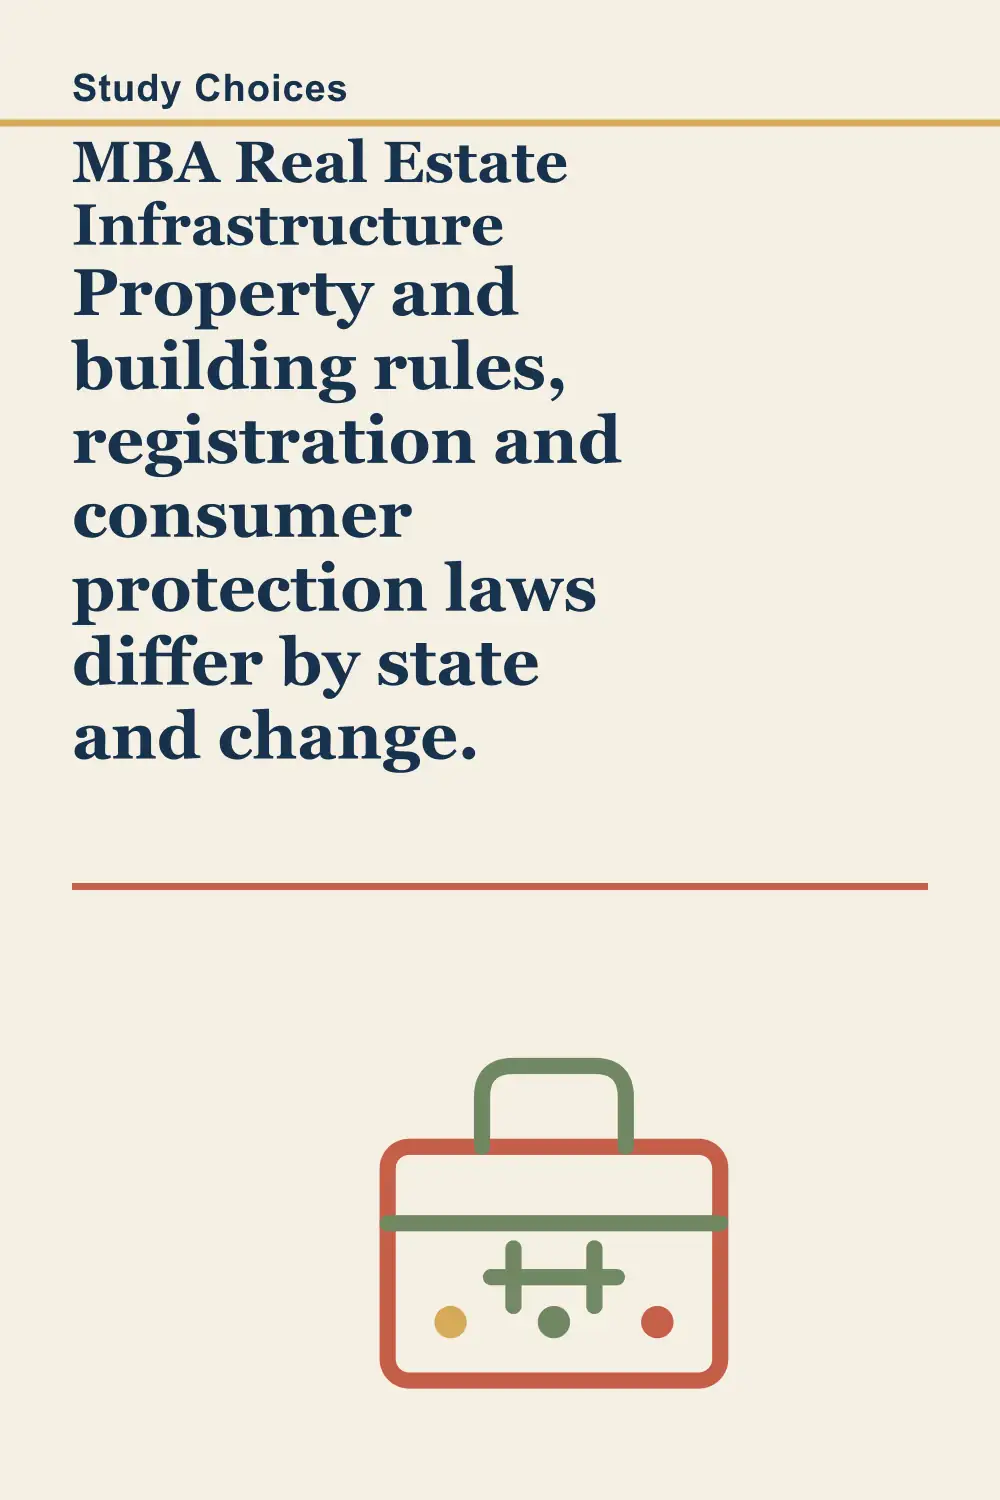 Study Choices
MBA Real Estate
Infrastructure
Property and
building rules,
registration and
consumer
protection laws
differ by state
and change.